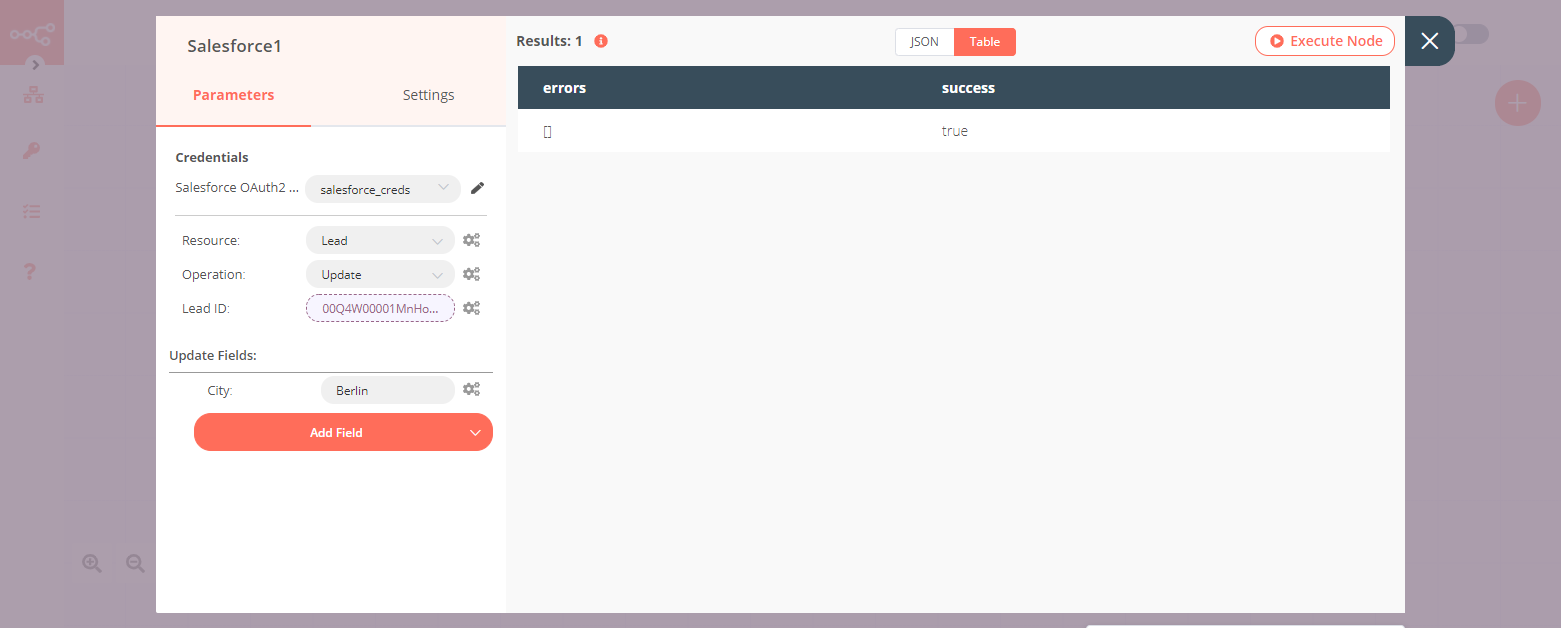 Salesforce1
Parameters
Settings
Credentials
Salesforce OAuth2 ...
salesforce_creds
Resource:
Lead
Operation:
Update
Lead ID:
00Q4W00001MnHo...
Update Fields:
City:
Berlin
Add Field
Results: 1
JSON
Table
Execute Node
errors
success
[]
true